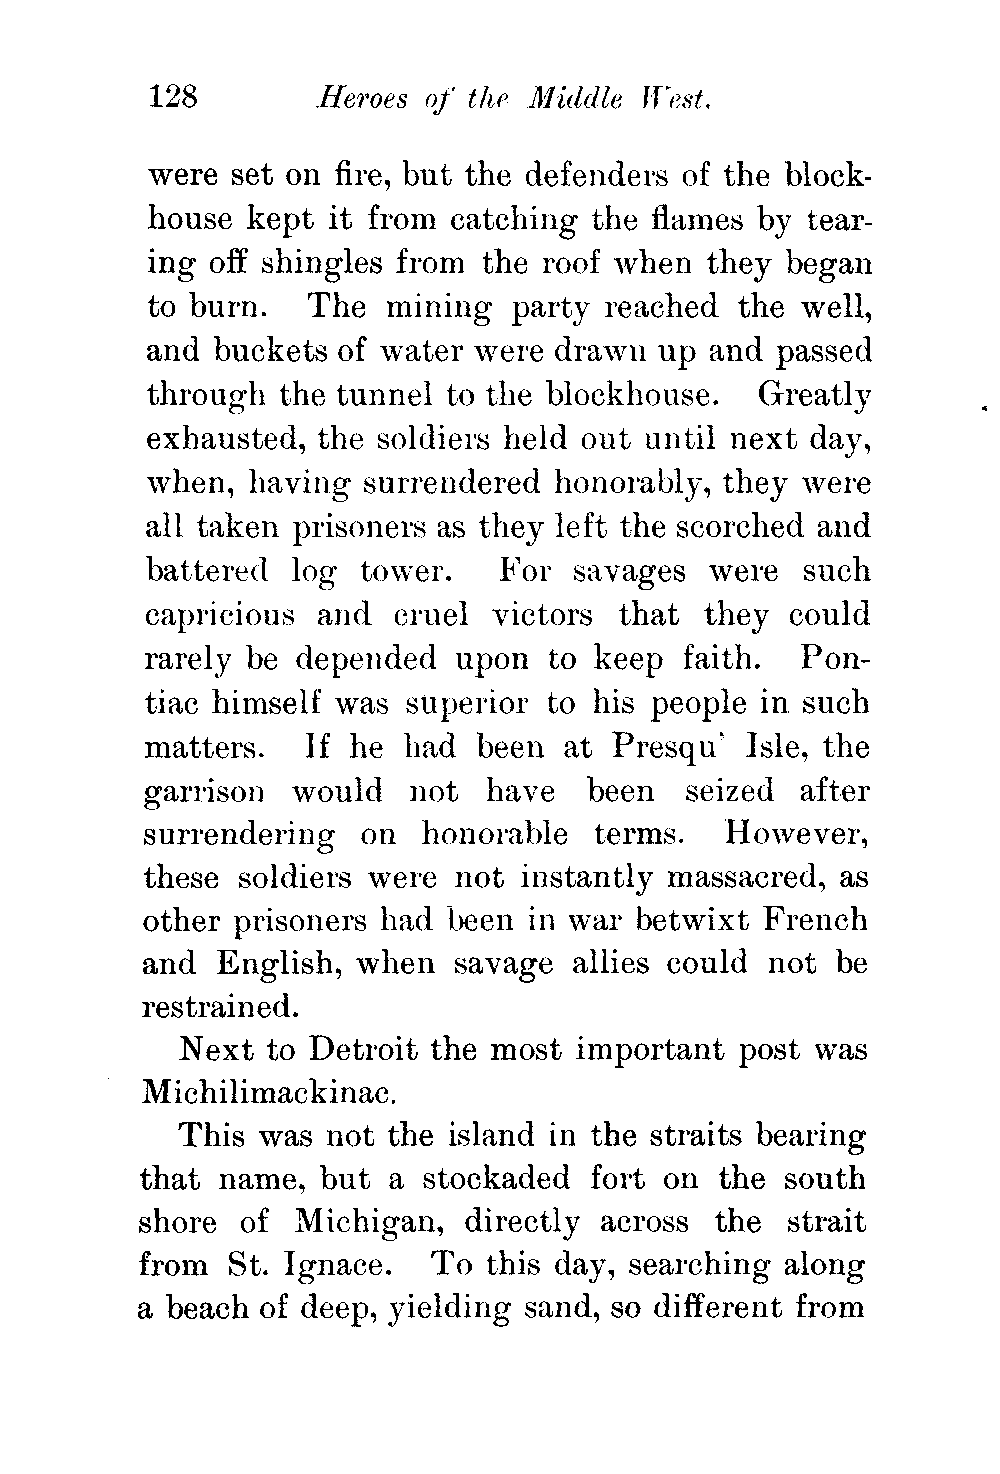 128 Heroes of the Middle West.
were set on fire, but the defenders of the block-
house kept it from catching the flames by tear-
ing off shingles from the roof when they began
to burn. The mining party reached the well,
and buckets of water were drawn up and passed
through the tunnel to the blockhouse. Greatly
exhausted, the soldiers held out until next day,
when, having surrendered honorably, they were
all taken prisoners as they left the scorched and
battered log tower. For savages were such
capricious and cruel victors that they could
rarely be depended upon to keep faith. Pon-
tiac himself was superior to his people in such
matters. If he had been at Presqu' Isle, the
garrison would not have been seized after
surrendering on honorable terms. However,
these soldiers were not instantly massacred, as
other prisoners had been in war betwixt French
and English, when savage allies could not be
restrained.
Next to Detroit the most important post was
Michilimackinac.
This was not the island in the straits bearing
that name, but a stockaded fort on the south
shore of Michigan, directly across the strait
from St. Ignace. To this day, searching along
a beach of deep, yielding sand, so different from